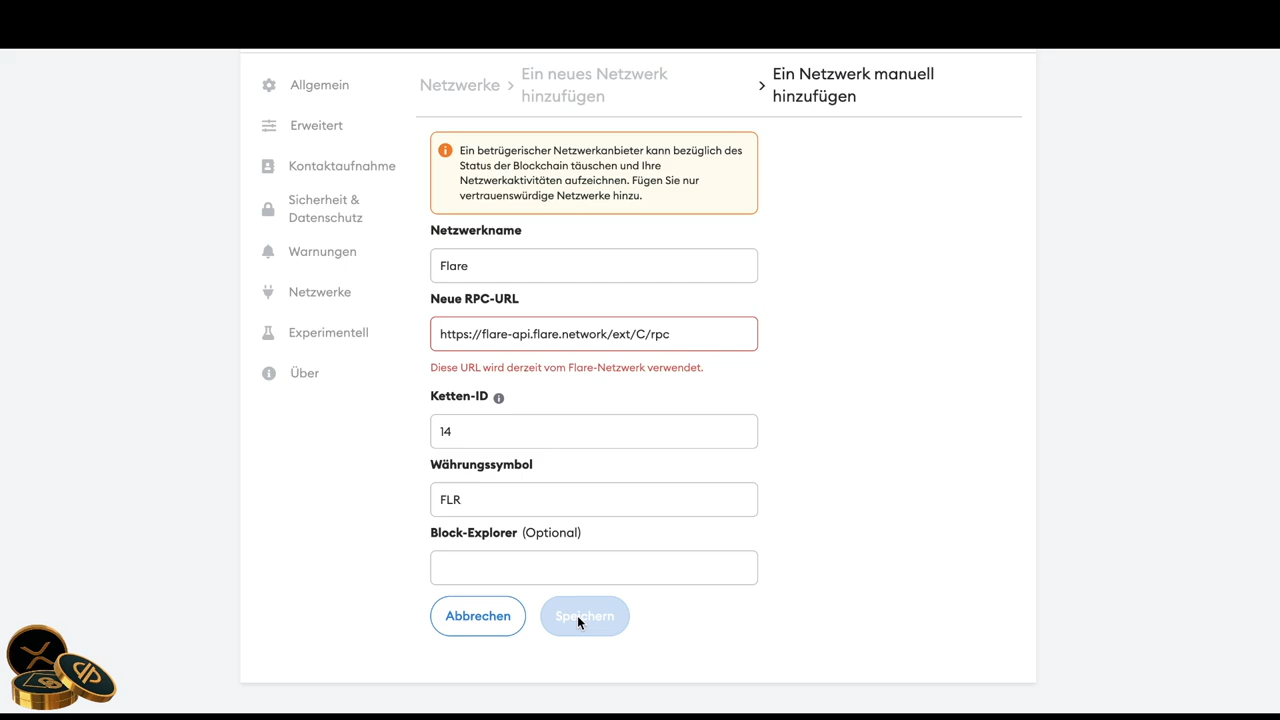 Allgemein
Erweitert
Kontaktaufnahme
Sicherheit &
Datenschutz
Warnungen
Netzwerke
Experimentell
Über
Netzwerke >
Ein neues Netzwerk
hinzufügen
>
Ein Netzwerk manuell
hinzufügen
Ein betrügerischer Netzwerkanbieter kann bezüglich des
Status der Blockchain täuschen und Ihre
Netzwerkaktivitäten aufzeichnen. Fügen Sie nur
vertrauenswürdige Netzwerke hinzu.
Netzwerkname
Flare
Neue RPC-URL
https://flare-api.flare.network/ext/C/rpc
Diese URL wird derzeit vom Flare-Netzwerk verwendet.
Ketten-ID
14
Währungssymbol
FLR
Block-Explorer (Optional)
Abbrechen
Speichern